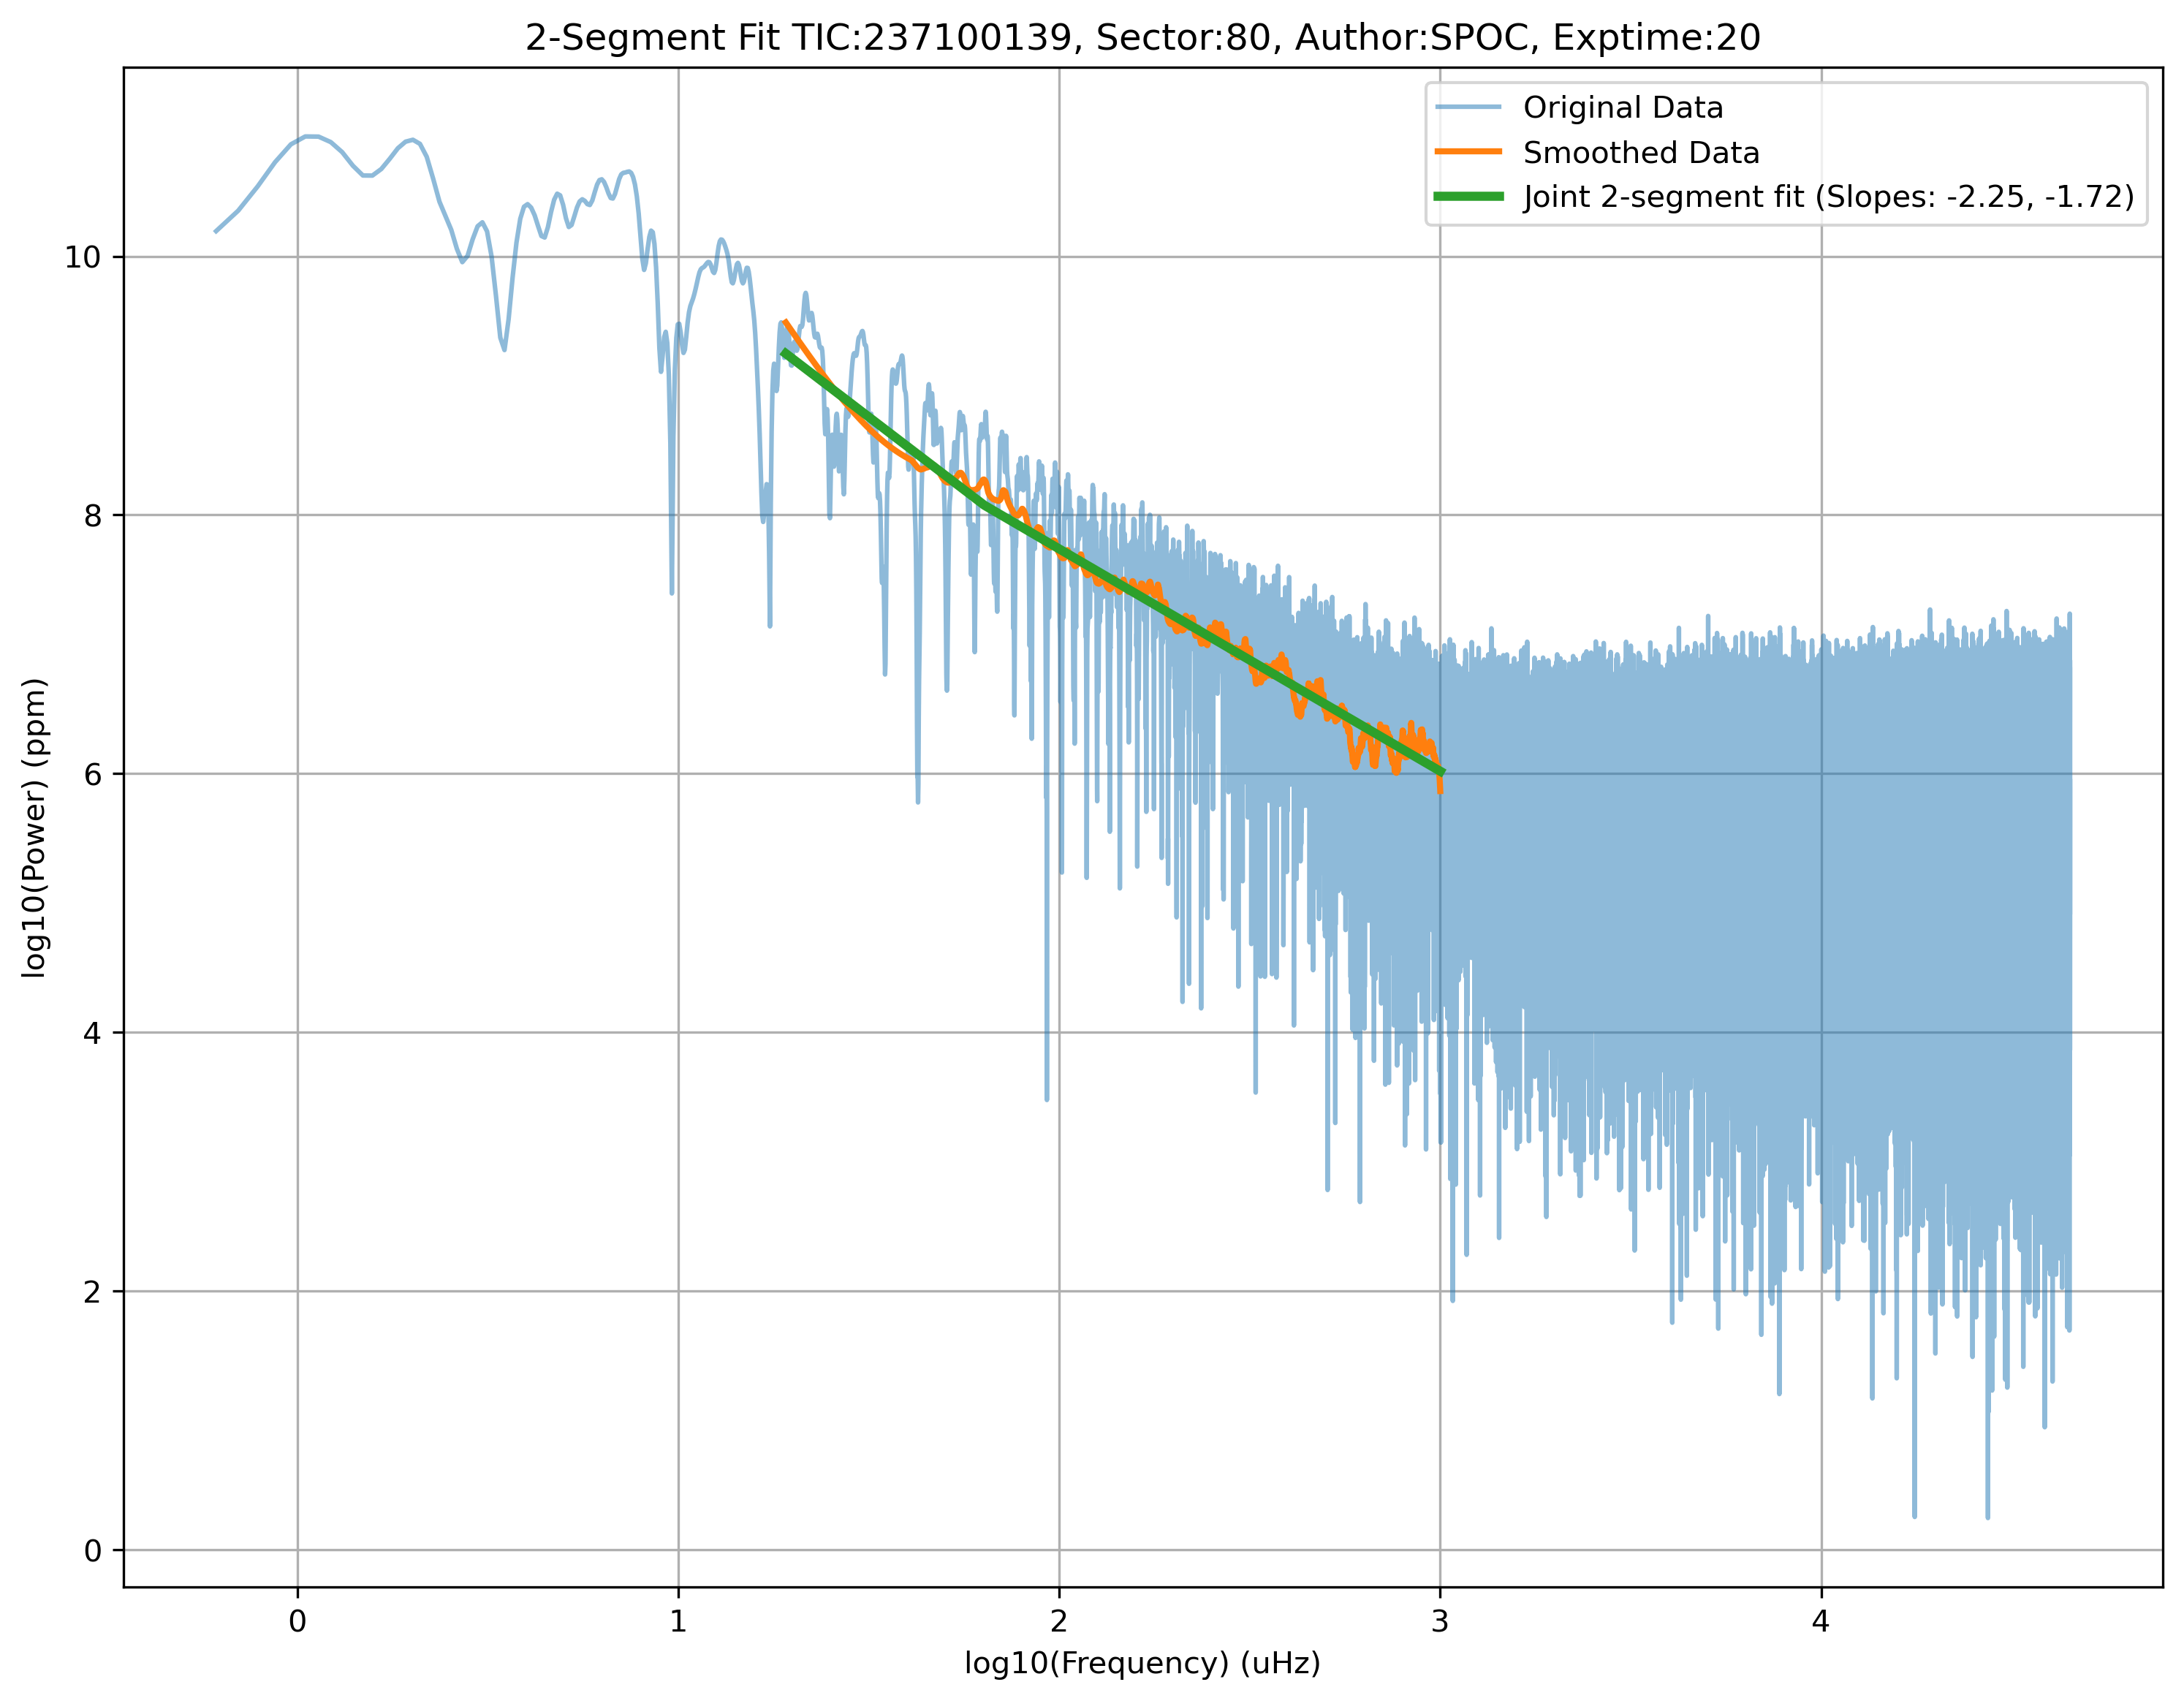 2-Segment Fit TIC:237100139, Sector:80, Author:SPOC, Exptime:20
Original Data
Smoothed Data
Joint 2-segment fit (Slopes: -2.25, -1.72)
log10(Power) (ppm)
10
8
6
4
2
0
0 1 2 3 4
log10(Frequency) (uHz)